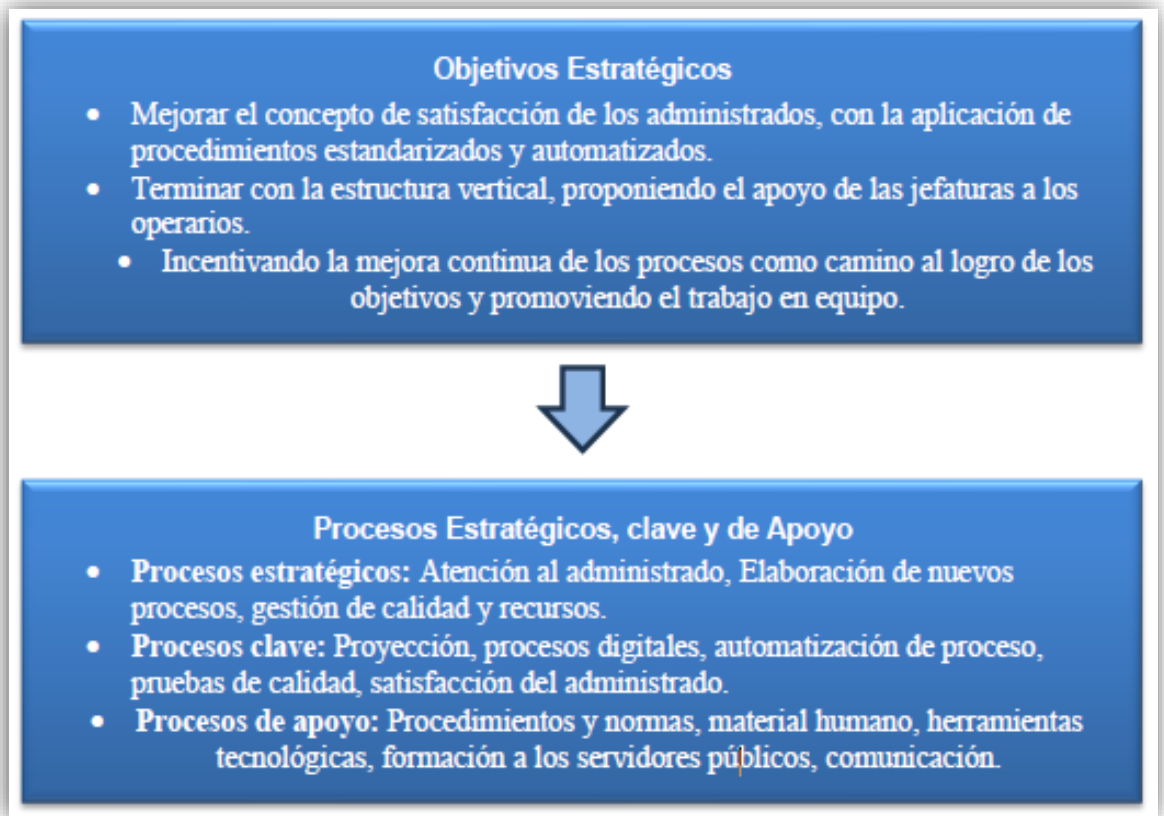 Objetivos Estratégicos
• Mejorar el concepto de satisfacción de los administrados, con la aplicación de
procedimientos estandarizados y automatizados.
• Terminar con la estructura vertical, proponiendo el apoyo de las jefaturas a los
operarios.
• Incentivando la mejora continua de los procesos como camino al logro de los
objetivos y promoviendo el trabajo en equipo.
Procesos Estratégicos, clave y de Apoyo
• Procesos estratégicos: Atención al administrado, Elaboración de nuevos
procesos, gestión de calidad y recursos.
• Procesos clave: Proyección, procesos digitales, automatización de proceso,
pruebas de calidad, satisfacción del administrado.
• Procesos de apoyo: Procedimientos y normas, material humano, herramientas
tecnológicas, formación a los servidores públicos, comunicación.